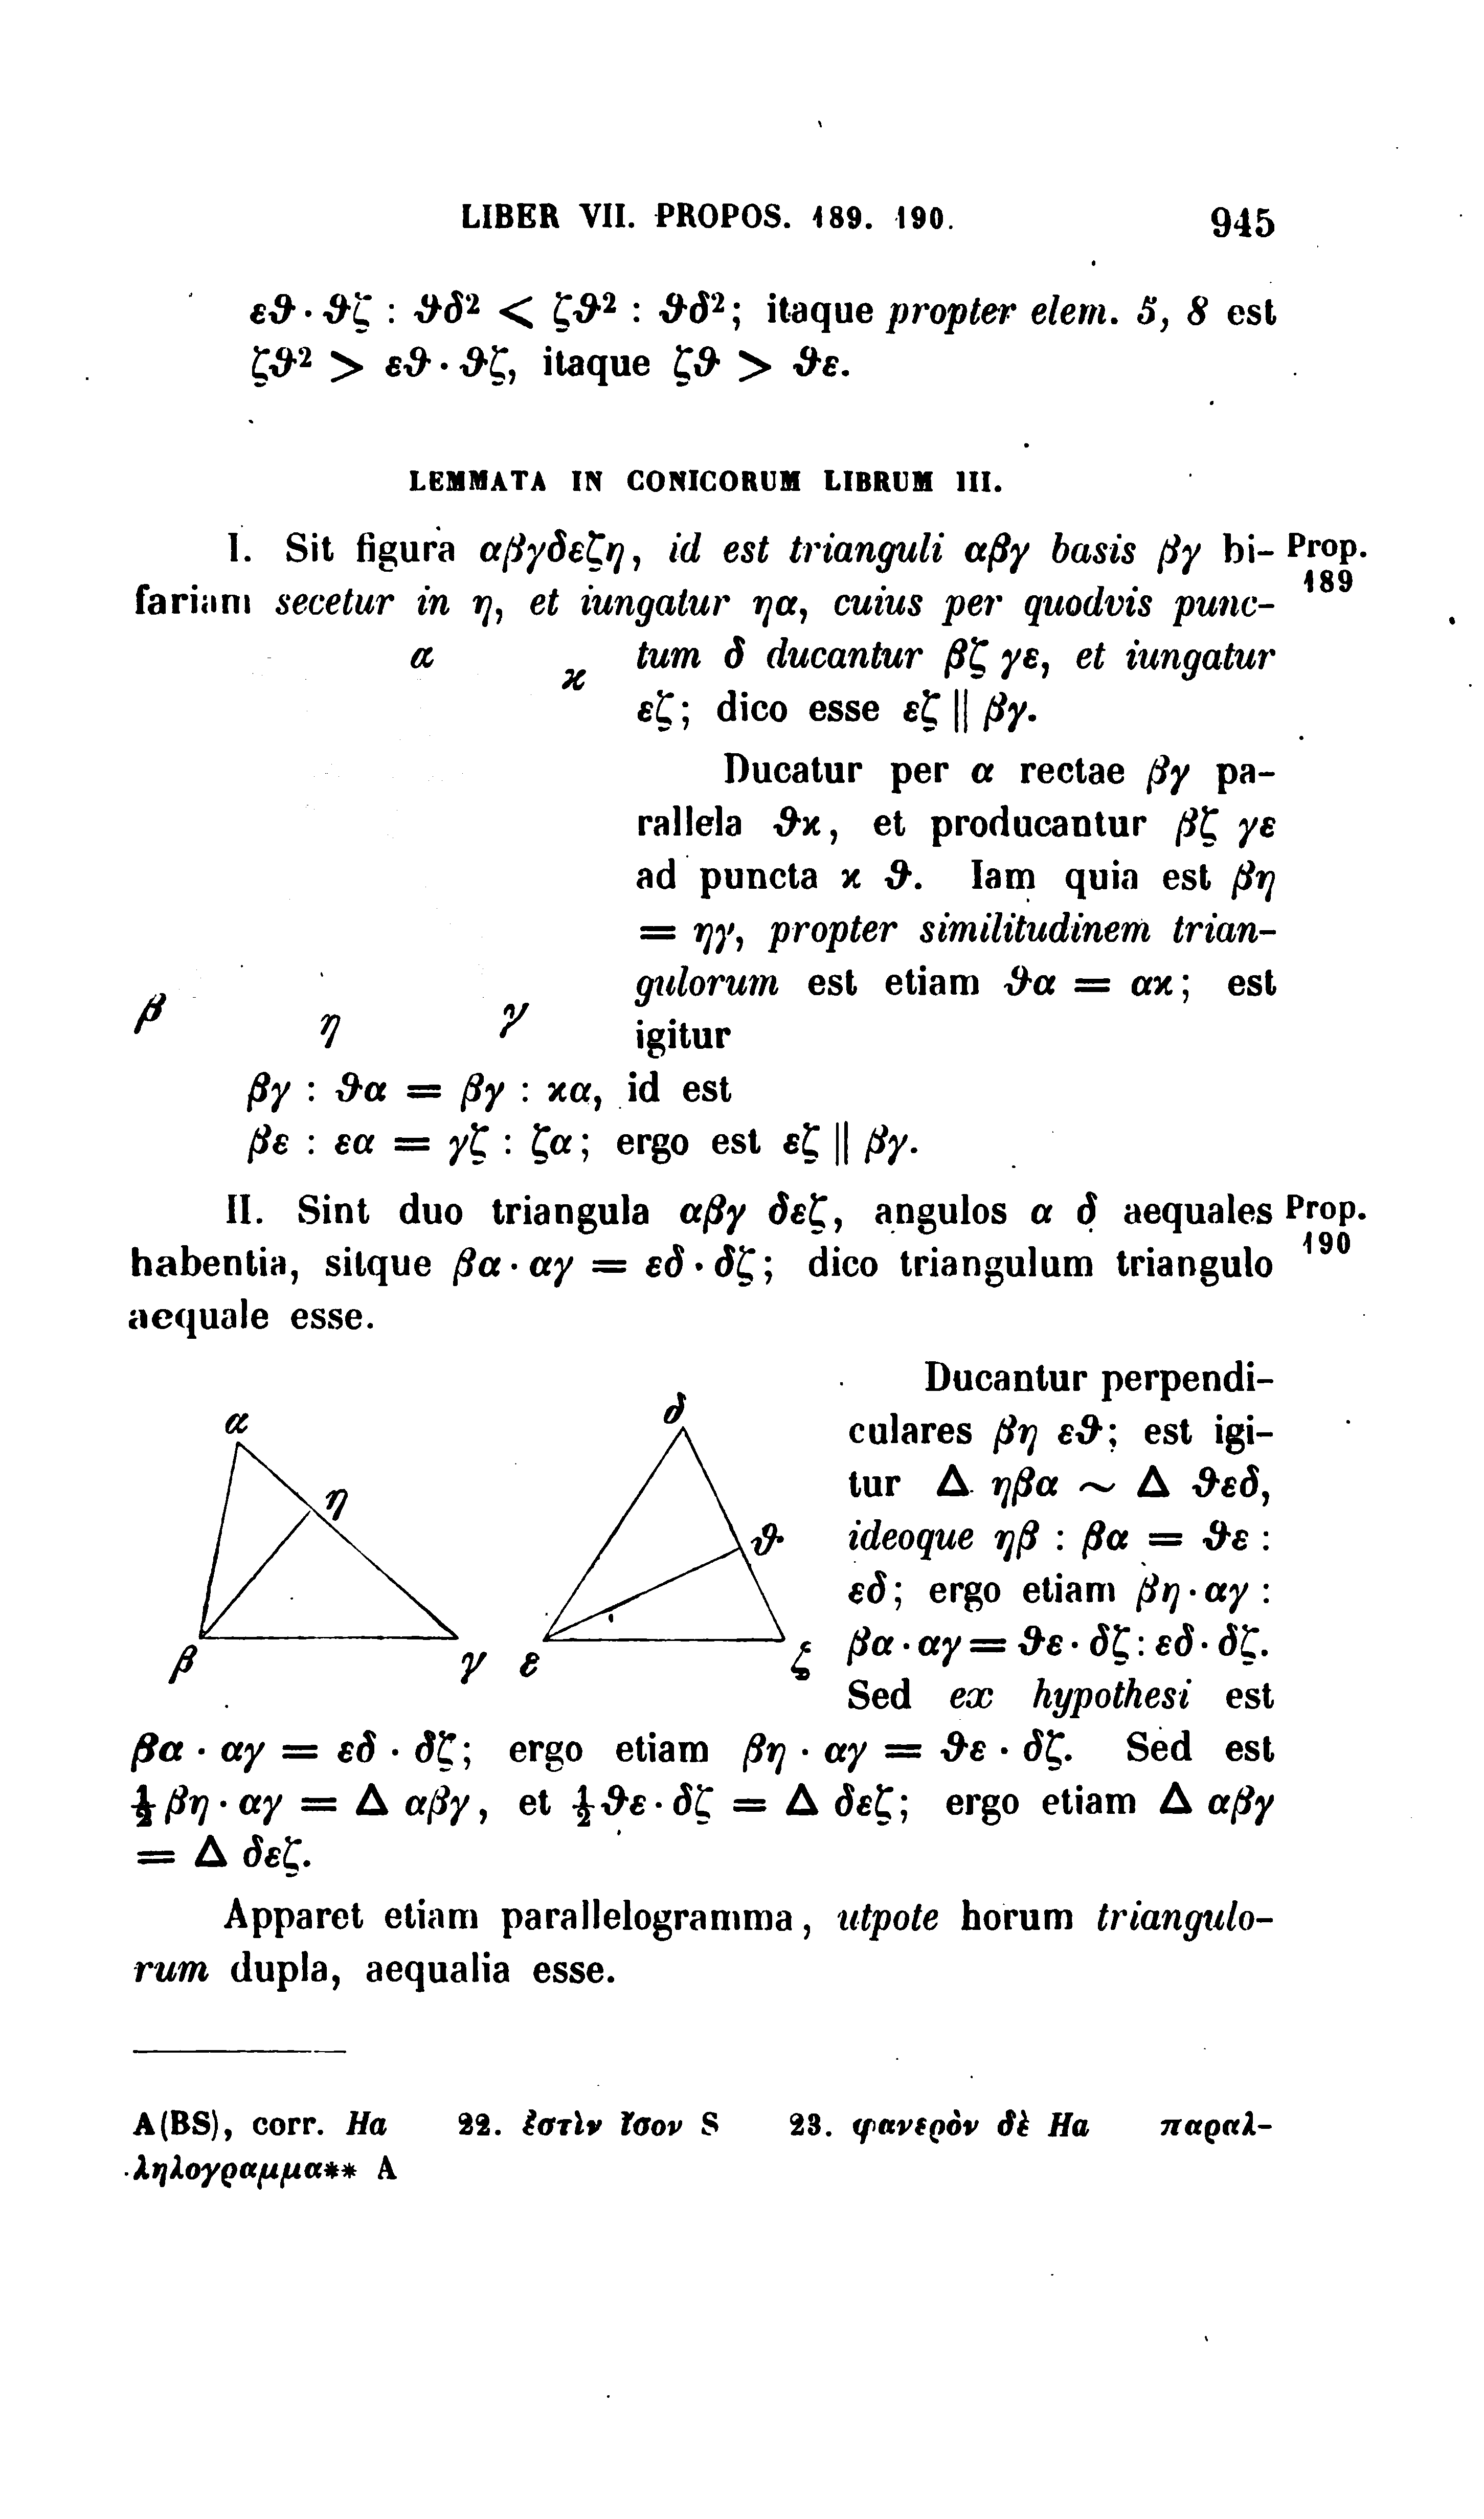 LIBER VII. PROPOS. 189. 190. 945
εϑ · ϑζ : ϑδ² < ζϑ² : ϑδ²; itaque propter elem. 5, 8 est
ζϑ² > εϑ · ϑζ, itaque ζϑ > ϑε.
LEMMATA IN CONICORUM LIBRUM III.
I. Sit figura αβγδεζη, id est trianguli αβγ basis βγ bi- Prop.
189
fariam secetur in η, et iungatur ηα, cuius per quodvis punc-
tum δ ducantur βζ γε, et iungatur
εζ; dico esse εζ || βγ.
Ducatur per α rectae βγ pa-
rallela ϑκ, et producantur βζ γε
ad puncta κ ϑ. Iam quia est βη
= ηγ, propter similitudinem trian-
gulorum est etiam ϑα = ακ; est
igitur
α
κ
β
η
γ
βγ : ϑα = βγ : κα, id est
βε : εα = γζ : ζα; ergo est εζ || βγ.
II. Sint duo triangula αβγ δεζ, angulos α δ aequales Prop.
190
habentia, sitque βα · αγ = εδ · δζ; dico triangulum triangulo
aequale esse.
Ducantur perpendi-
culares βη εϑ; est igi-
tur Δ ηβα ~ Δ ϑεδ,
ideoque ηβ : βα = ϑε :
εδ; ergo etiam βη · αγ :
βα · αγ = ϑε · δζ : εδ · δζ.
Sed ex hypothesi est
α
η
β
γ
δ
ϑ
ε
ζ
βα · αγ = εδ · δζ; ergo etiam βη · αγ = ϑε · δζ. Sed est
½ βη · αγ = Δ αβγ, et ½ ϑε · δζ = Δ δεζ; ergo etiam Δ αβγ
= Δ δεζ.
Apparet etiam parallelogramma, utpote horum triangulo-
rum dupla, aequalia esse.
A(BS), corr. Ha 22. ἐστὶν ἴσον S 23. φανερὸν δὲ Ha παραλ-
ληλογραμμα** A